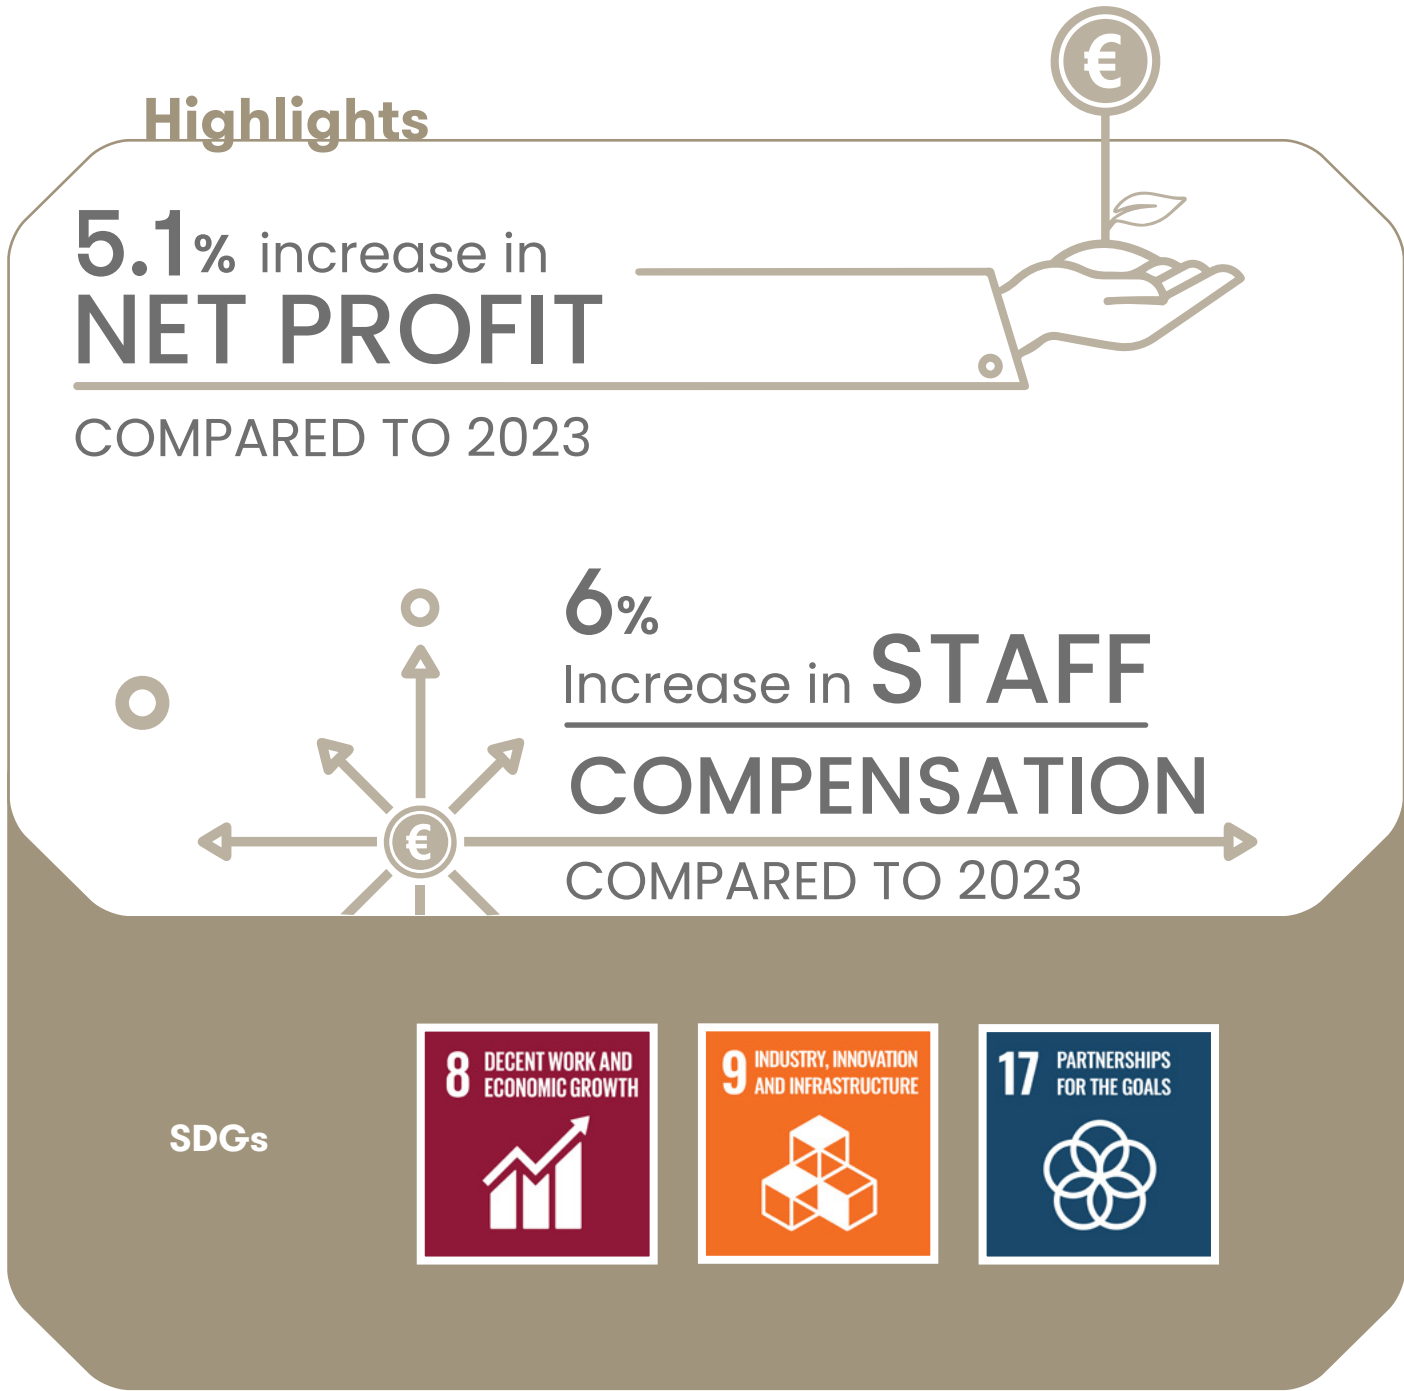 €
Highlights
5.1% increase in
NET PROFIT
COMPARED TO 2023
6%
Increase in STAFF
COMPENSATION
€
COMPARED TO 2023
SDGs
8 DECENT WORK AND
ECONOMIC GROWTH
9 INDUSTRY, INNOVATION
AND INFRASTRUCTURE
17 PARTNERSHIPS
FOR THE GOALS